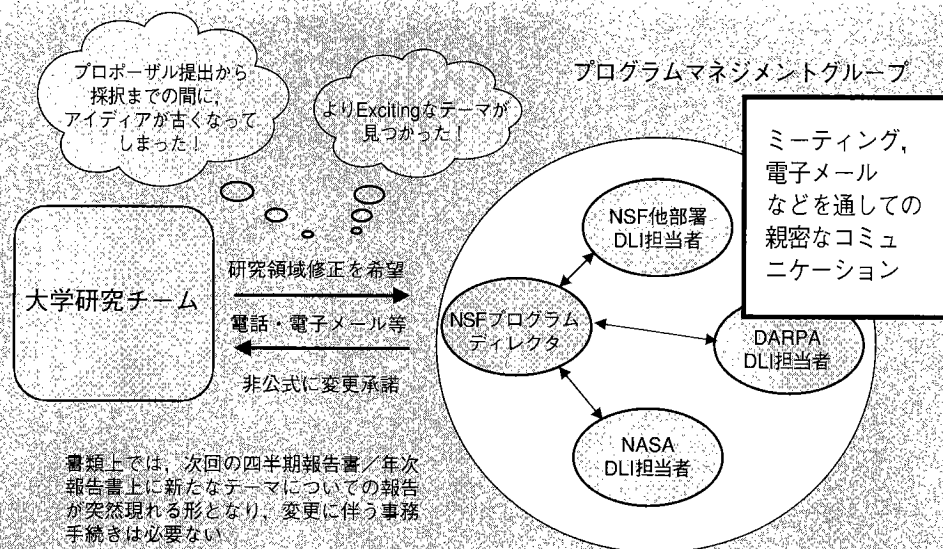 プロポーザル提出から
採択までの間に,
アイディアが古くなって
しまった!
よりExcitingなテーマが
見つかった!
プログラムマネジメントグループ
ミーティング,
電子メール
などを通しての
親密なコミュ
ニケーション
NSF他部署
DLI担当者
大学研究チーム
研究領域修正を希望
電話・電子メール等
非公式に変更承諾
NSFプログラム
ディレクタ
DARPA
DLI担当者
NASA
DLI担当者
書類上では, 次回の四半期報告書/年次
報告書上に新たなテーマについての報告
が突然現れる形となり, 変更に伴う事務
手続きは必要ない